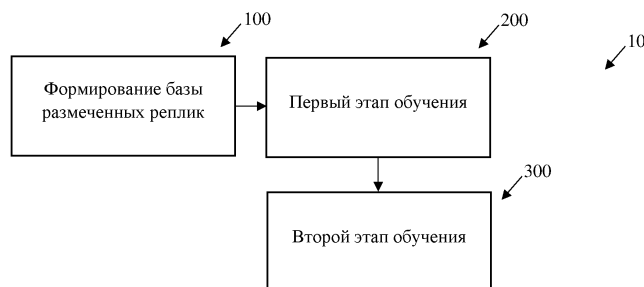 100
200
10
Формирование базы
размеченных реплик
Первый этап обучения
300
Второй этап обучения